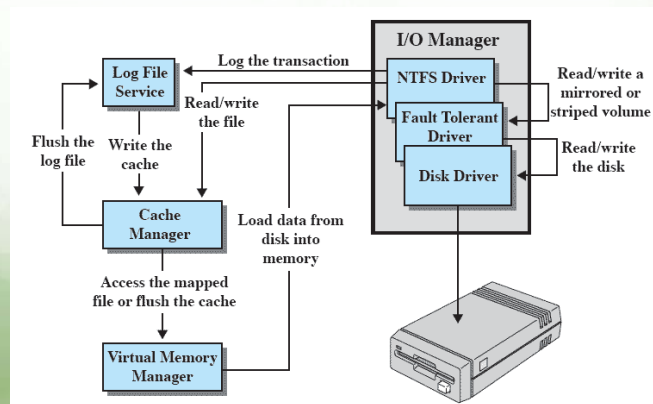 I/O Manager
Log the transaction
Log File
Service
NTFS Driver
Read/write a
mirrored or
striped volume
Read/write
the file
Fault Tolerant
Driver
Flush the
log file
Write the
cache
Read/write
the disk
Disk Driver
Cache
Manager
Load data from
disk into
memory
Access the mapped
file or flush the cache
Virtual Memory
Manager